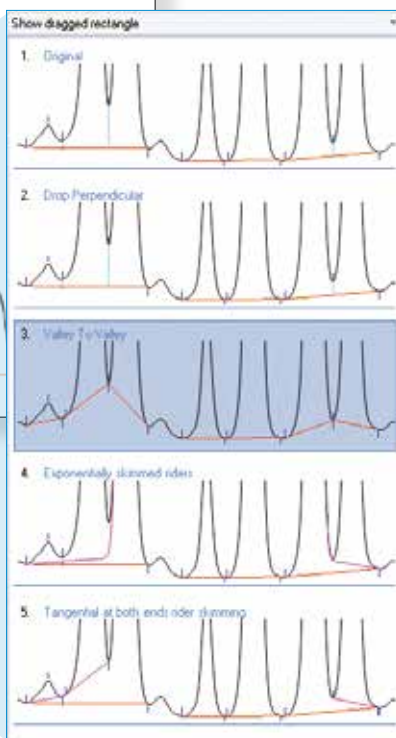 Show dragged rectangle
1. Original
2. Drop Perpendicular
3. Valley To Valley
4. Exponentially skimmed riders
5. Tangential at both ends rider skimming